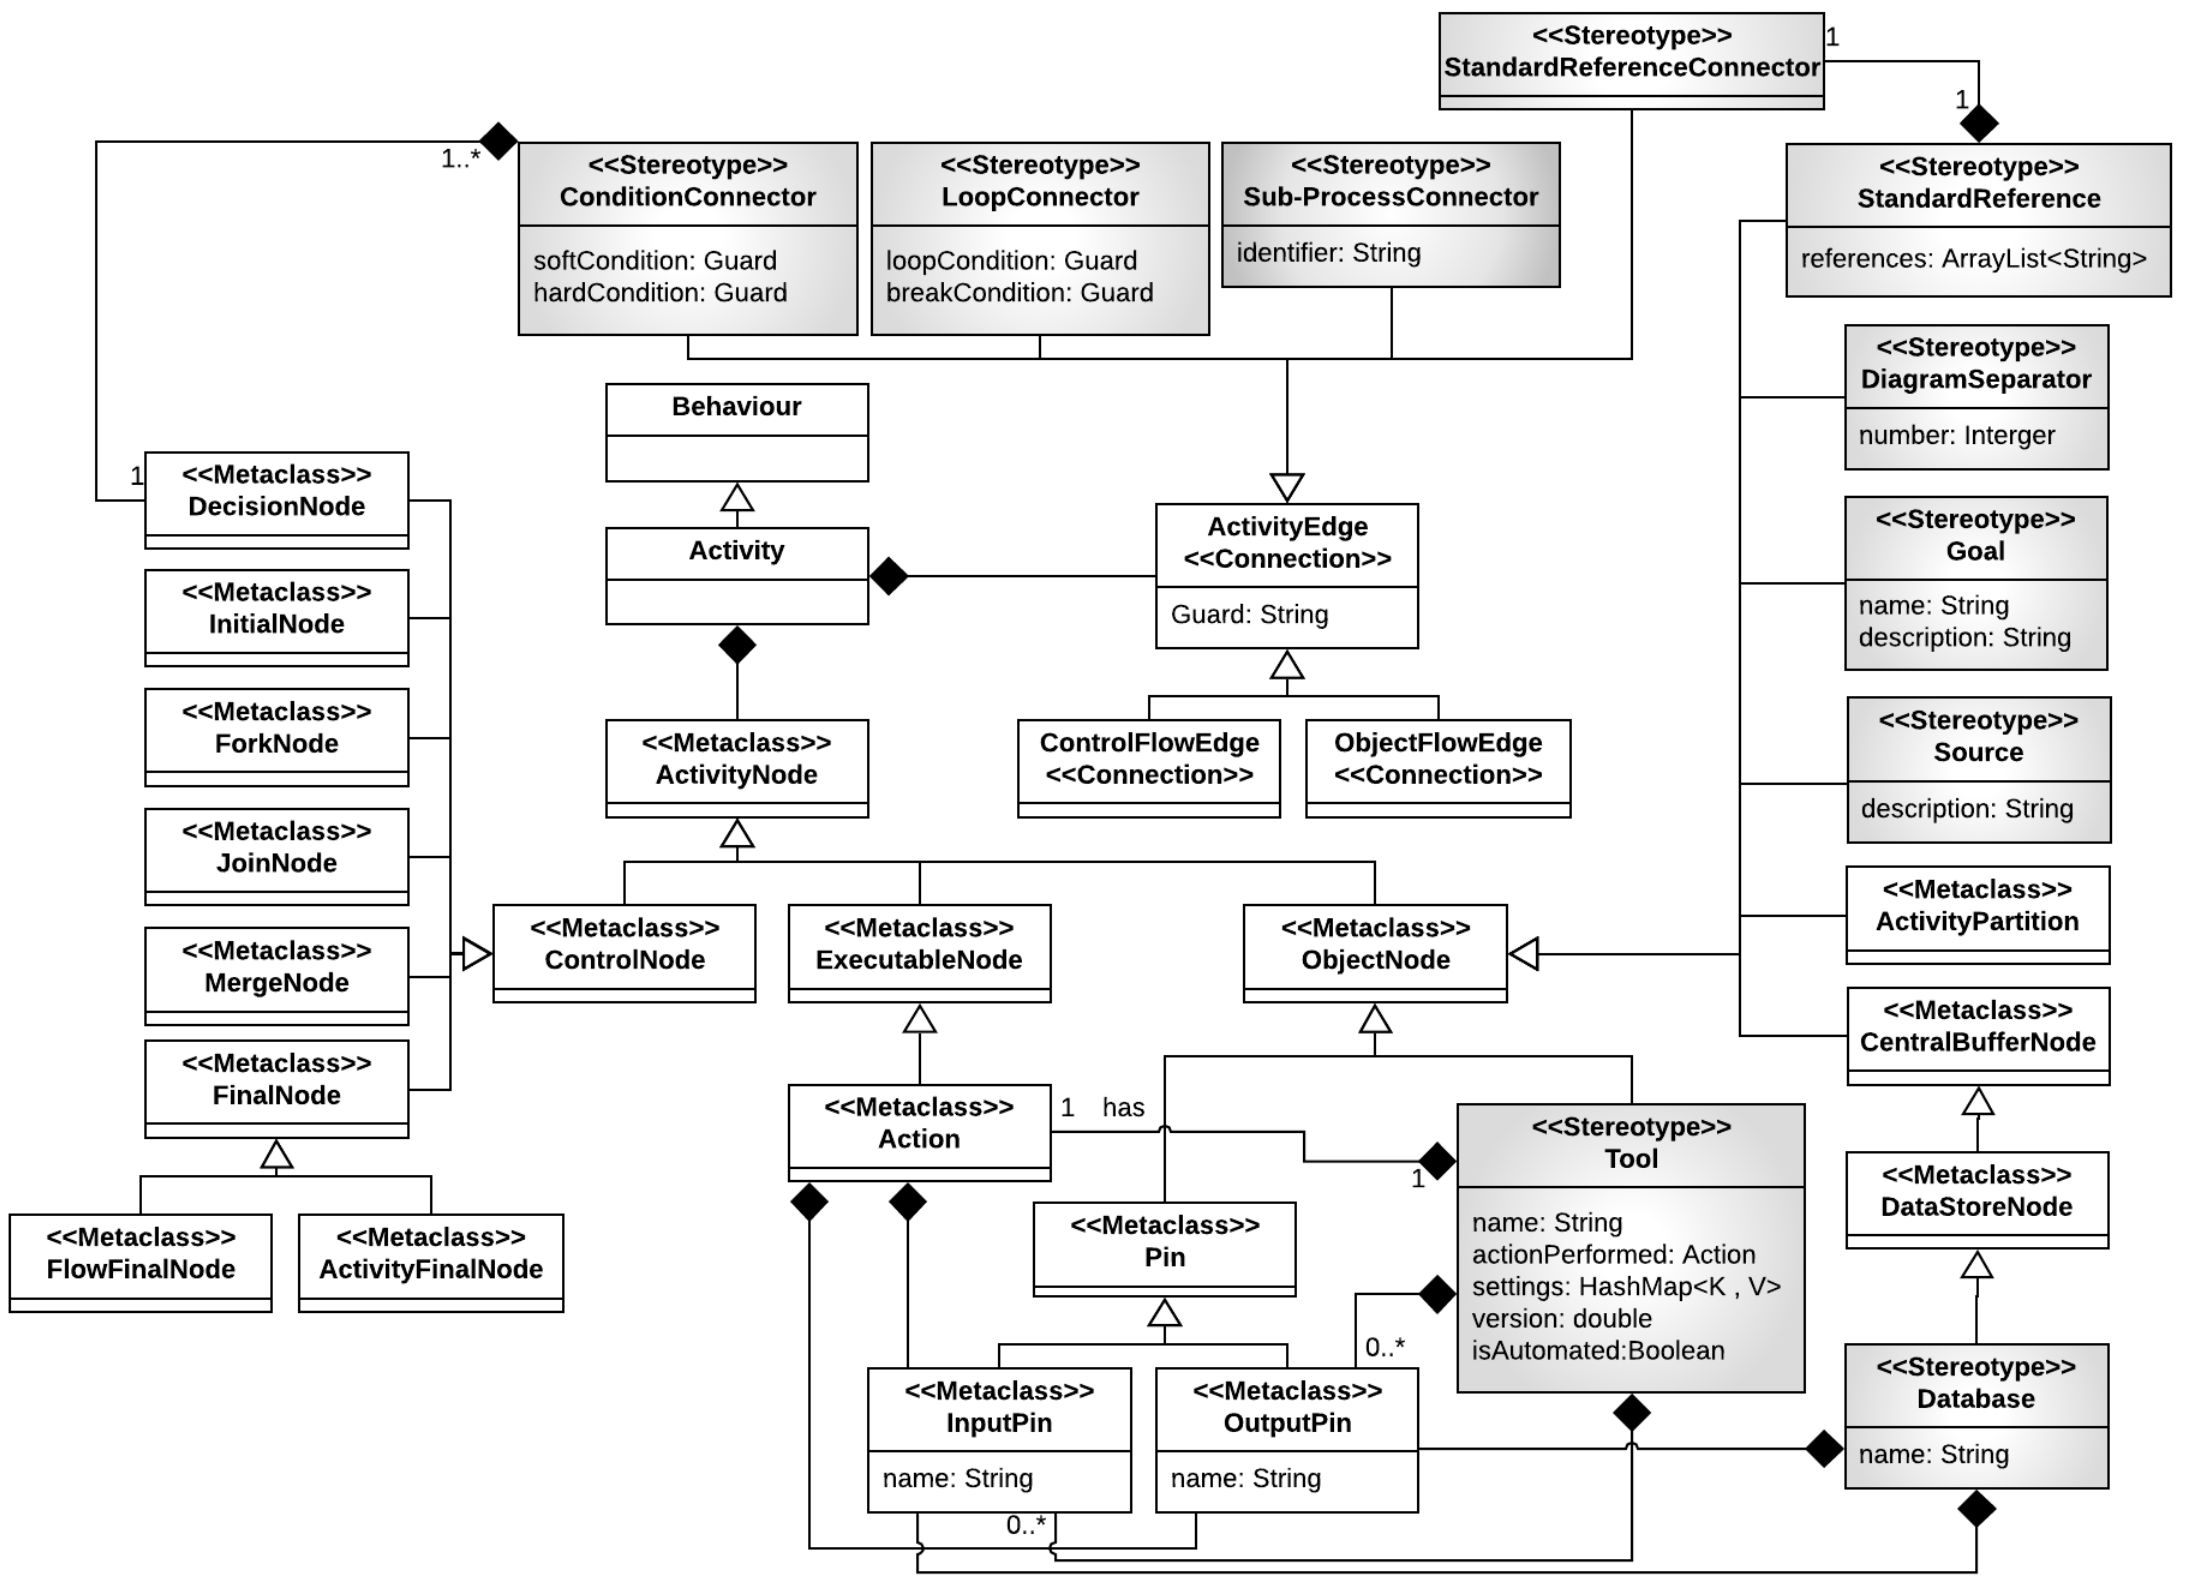 <<Stereotype>>
StandardReferenceConnector
1
1
<<Stereotype>>
StandardReference
references: ArrayList<String>
1..*
<<Stereotype>>
ConditionConnector
softCondition: Guard
hardCondition: Guard
<<Stereotype>>
LoopConnector
loopCondition: Guard
breakCondition: Guard
<<Stereotype>>
Sub-ProcessConnector
identifier: String
<<Stereotype>>
DiagramSeparator
number: Interger
Behaviour
1
<<Metaclass>>
DecisionNode
Activity
ActivityEdge
<<Connection>>
Guard: String
<<Stereotype>>
Goal
name: String
description: String
<<Metaclass>>
InitialNode
<<Metaclass>>
ForkNode
<<Metaclass>>
ActivityNode
ControlFlowEdge
<<Connection>>
ObjectFlowEdge
<<Connection>>
<<Stereotype>>
Source
description: String
<<Metaclass>>
JoinNode
<<Metaclass>>
MergeNode
<<Metaclass>>
ControlNode
<<Metaclass>>
ExecutableNode
<<Metaclass>>
ObjectNode
<<Metaclass>>
ActivityPartition
<<Metaclass>>
CentralBufferNode
<<Metaclass>>
FinalNode
<<Metaclass>>
Action
1 has
1
<<Stereotype>>
Tool
name: String
actionPerformed: Action
settings: HashMap<K , V>
version: double
isAutomated:Boolean
<<Metaclass>>
DataStoreNode
<<Metaclass>>
FlowFinalNode
<<Metaclass>>
ActivityFinalNode
<<Metaclass>>
Pin
0..*
<<Metaclass>>
InputPin
name: String
<<Metaclass>>
OutputPin
name: String
<<Stereotype>>
Database
name: String
0..*